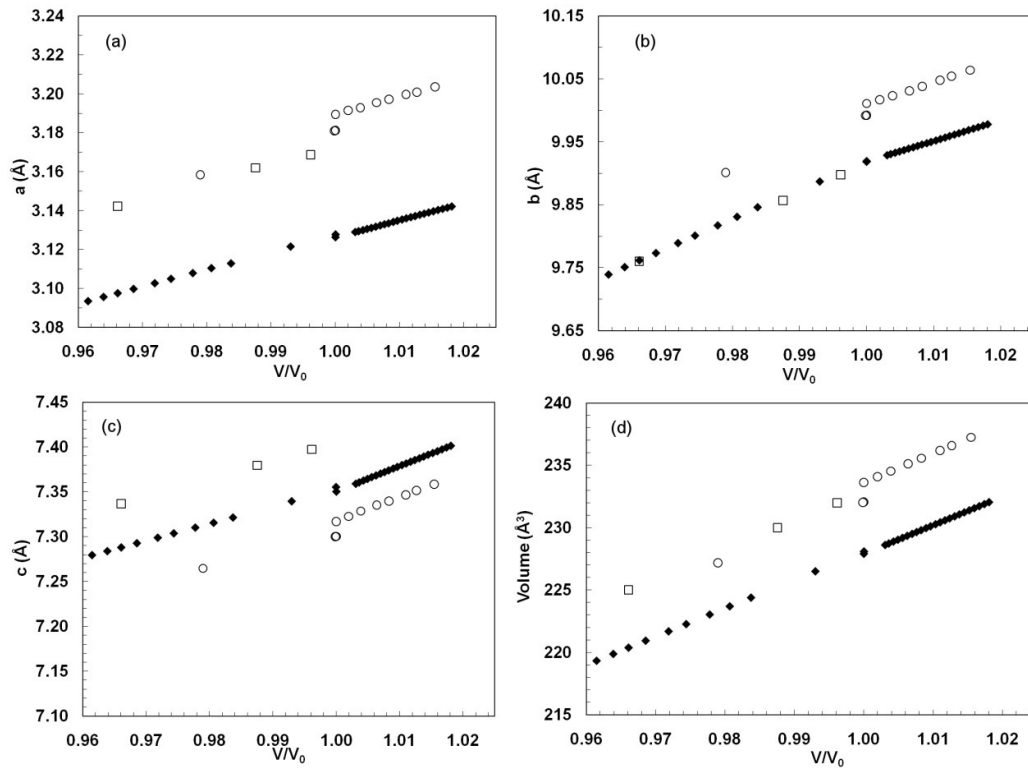 3.24
3.22
3.20
3.18
3.16
3.14
3.12
3.10
3.08
a (Å)
(a)
0.96 0.97 0.98 0.99 1.00 1.01 1.02
V/V₀
10.15
10.05
9.95
9.85
9.75
9.65
b (Å)
(b)
0.96 0.97 0.98 0.99 1.00 1.01 1.02
V/V₀
7.45
7.40
7.35
7.30
7.25
7.20
7.15
7.10
c (Å)
(c)
0.96 0.97 0.98 0.99 1.00 1.01 1.02
V/V₀
240
235
230
225
220
215
Volume (Å³)
(d)
0.96 0.97 0.98 0.99 1.00 1.01 1.02
V/V₀